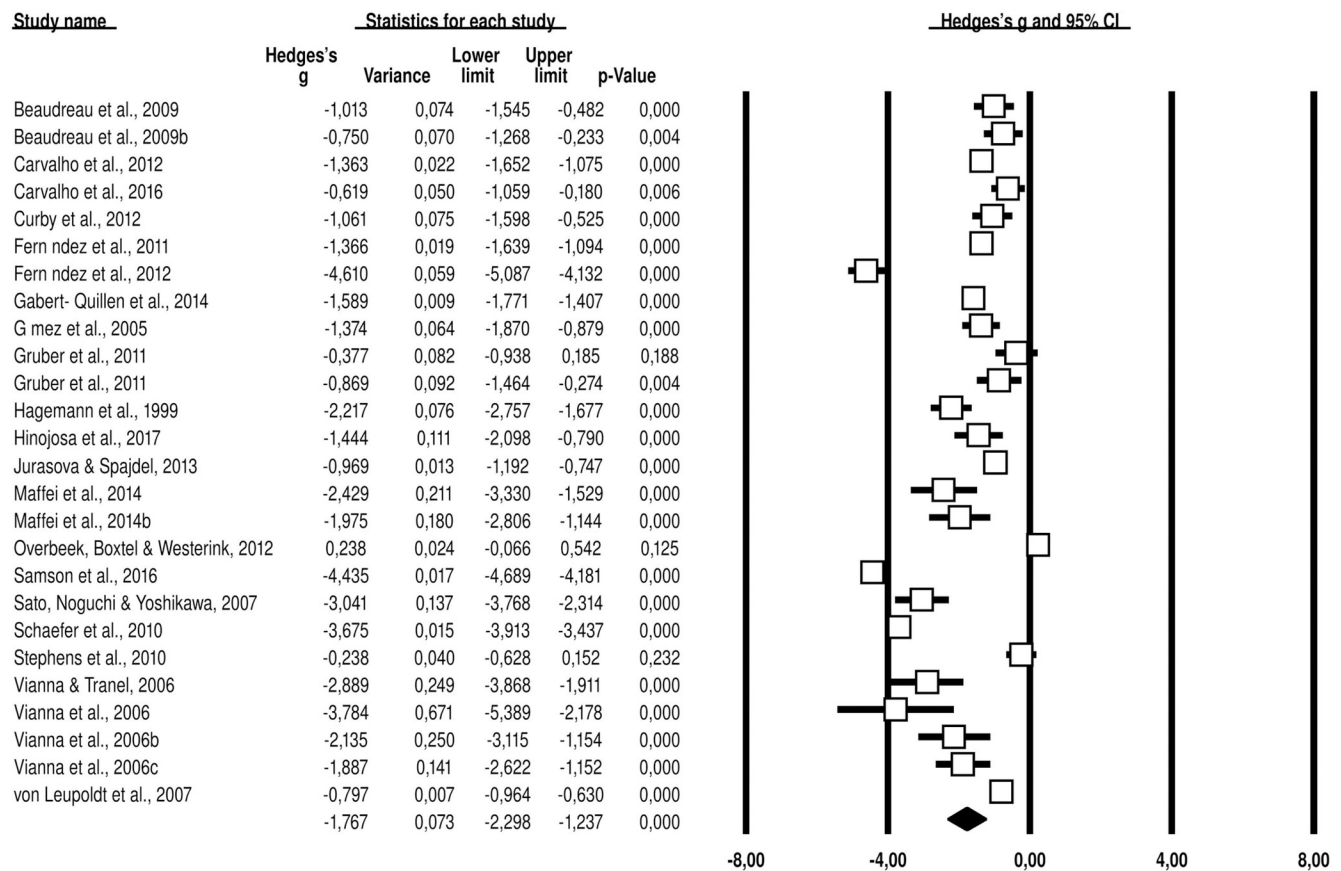 Study name Statistics for each study Hedges's g and 95% CI
Hedges's Lower Upper
g Variance limit limit p-Value
Beaudreau et al., 2009 -1,013 0,074 -1,545 -0,482 0,000
Beaudreau et al., 2009b -0,750 0,070 -1,268 -0,233 0,004
Carvalho et al., 2012 -1,363 0,022 -1,652 -1,075 0,000
Carvalho et al., 2016 -0,619 0,050 -1,059 -0,180 0,006
Curby et al., 2012 -1,061 0,075 -1,598 -0,525 0,000
Fern ndez et al., 2011 -1,366 0,019 -1,639 -1,094 0,000
Fern ndez et al., 2012 -4,610 0,059 -5,087 -4,132 0,000
Gabert- Quillen et al., 2014 -1,589 0,009 -1,771 -1,407 0,000
G mez et al., 2005 -1,374 0,064 -1,870 -0,879 0,000
Gruber et al., 2011 -0,377 0,082 -0,938 0,185 0,188
Gruber et al., 2011 -0,869 0,092 -1,464 -0,274 0,004
Hagemann et al., 1999 -2,217 0,076 -2,757 -1,677 0,000
Hinojosa et al., 2017 -1,444 0,111 -2,098 -0,790 0,000
Jurasova & Spajdel, 2013 -0,969 0,013 -1,192 -0,747 0,000
Maffei et al., 2014 -2,429 0,211 -3,330 -1,529 0,000
Maffei et al., 2014b -1,975 0,180 -2,806 -1,144 0,000
Overbeek, Boxtel & Westerink, 2012 0,238 0,024 -0,066 0,542 0,125
Samson et al., 2016 -4,435 0,017 -4,689 -4,181 0,000
Sato, Noguchi & Yoshikawa, 2007 -3,041 0,137 -3,768 -2,314 0,000
Schaefer et al., 2010 -3,675 0,015 -3,913 -3,437 0,000
Stephens et al., 2010 -0,238 0,040 -0,628 0,152 0,232
Vianna & Tranel, 2006 -2,889 0,249 -3,868 -1,911 0,000
Vianna et al., 2006 -3,784 0,671 -5,389 -2,178 0,000
Vianna et al., 2006b -2,135 0,250 -3,115 -1,154 0,000
Vianna et al., 2006c -1,887 0,141 -2,622 -1,152 0,000
von Leupoldt et al., 2007 -0,797 0,007 -0,964 -0,630 0,000
-1,767 0,073 -2,298 -1,237 0,000
-8,00 -4,00 0,00 4,00 8,00